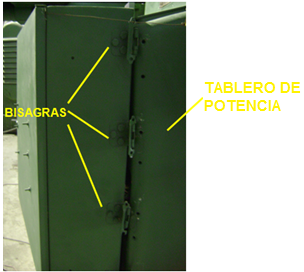 BISAGRAS
TABLERO DE
POTENCIA